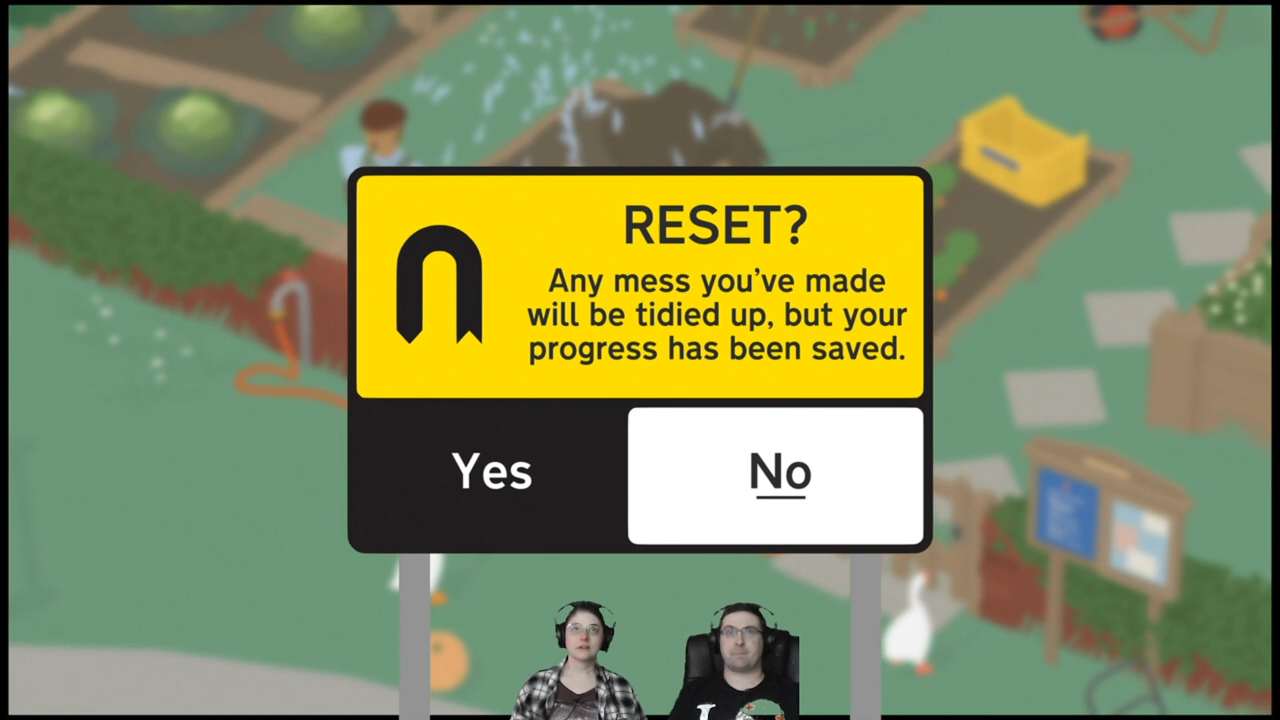 RESET?
Any mess you've made
will be tidied up, but your
progress has been saved.
Yes
No